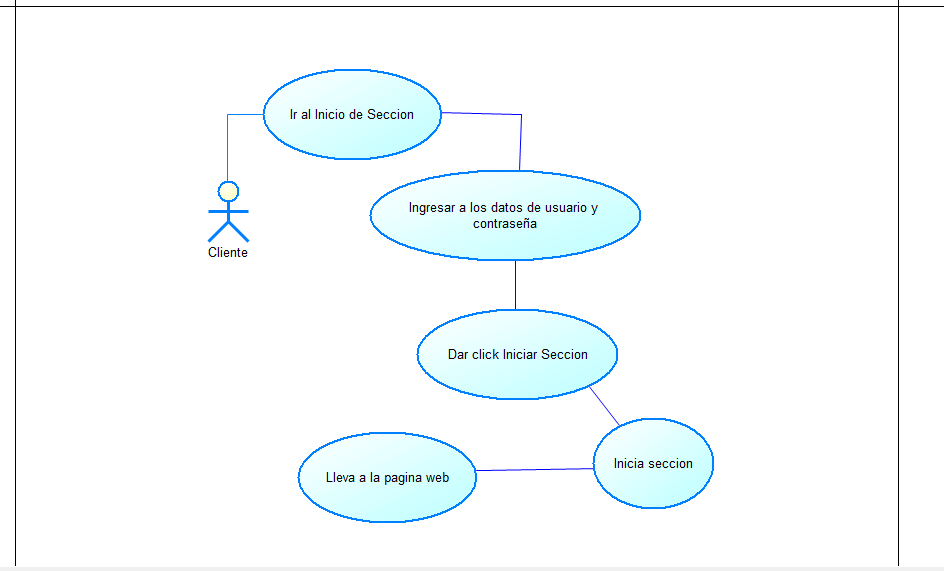 Ir al Inicio de Seccion
Ingresar a los datos de usuario y
contraseña
Cliente
Dar click Iniciar Seccion
Inicia seccion
Lleva a la pagina web